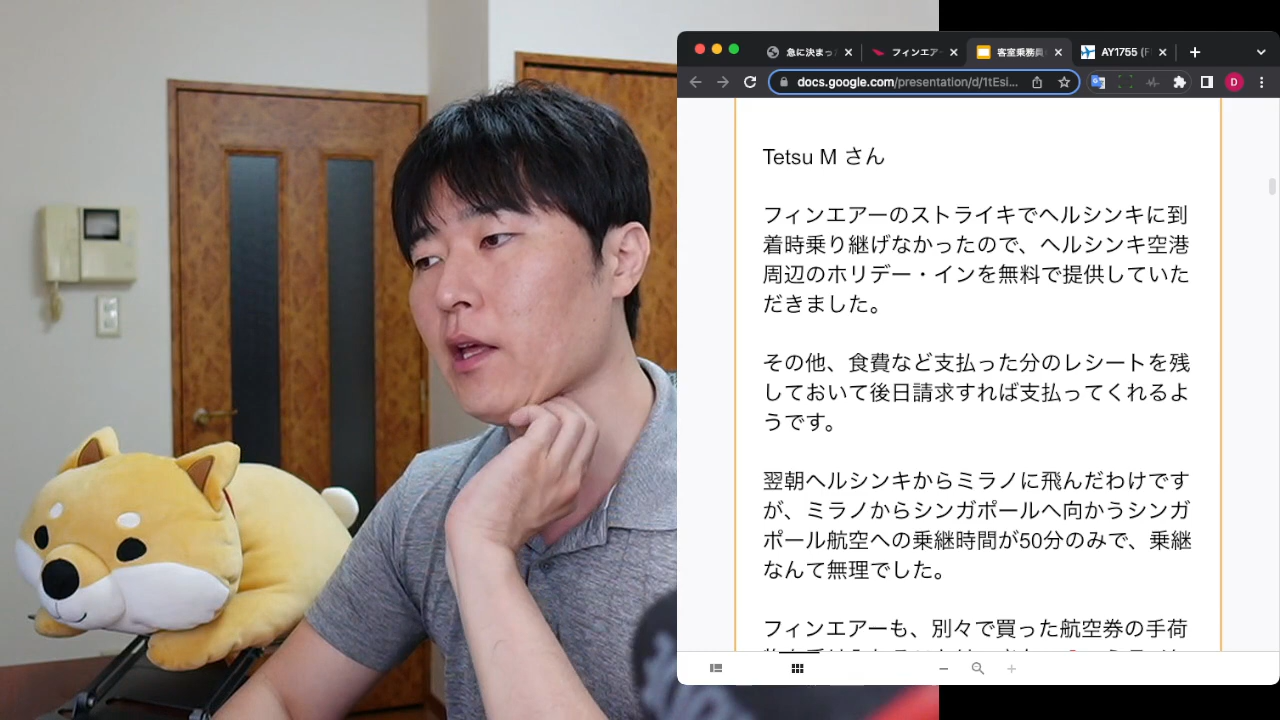 急に決まっ
フィンエア
客室乗務員
AY1755 (F
docs.google.com/presentation/d/1tEsi...
D
Tetsu M さん
フィンエアーのストライキでヘルシンキに到
着時乗り継げなかったので、ヘルシンキ空港
周辺のホリデー・インを無料で提供していた
だきました。
その他、食費など支払った分のレシートを残
しておいて後日請求すれば支払ってくれるよ
うです。
翌朝ヘルシンキからミラノに飛んだわけです
が、ミラノからシンガポールへ向かうシンガ
ポール航空への乗継時間が50分のみで、乗継
なんて無理でした。
フィンエアーも、別々で買った航空券の手荷